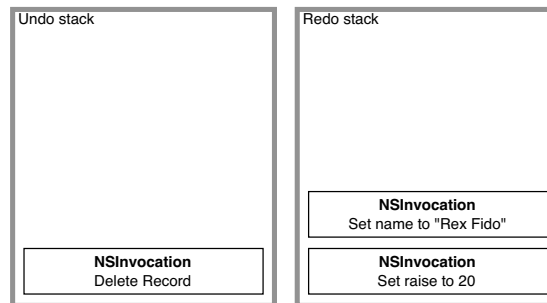 Undo stack
NSInvocation
Delete Record
Redo stack
NSInvocation
Set name to "Rex Fido"
NSInvocation
Set raise to 20